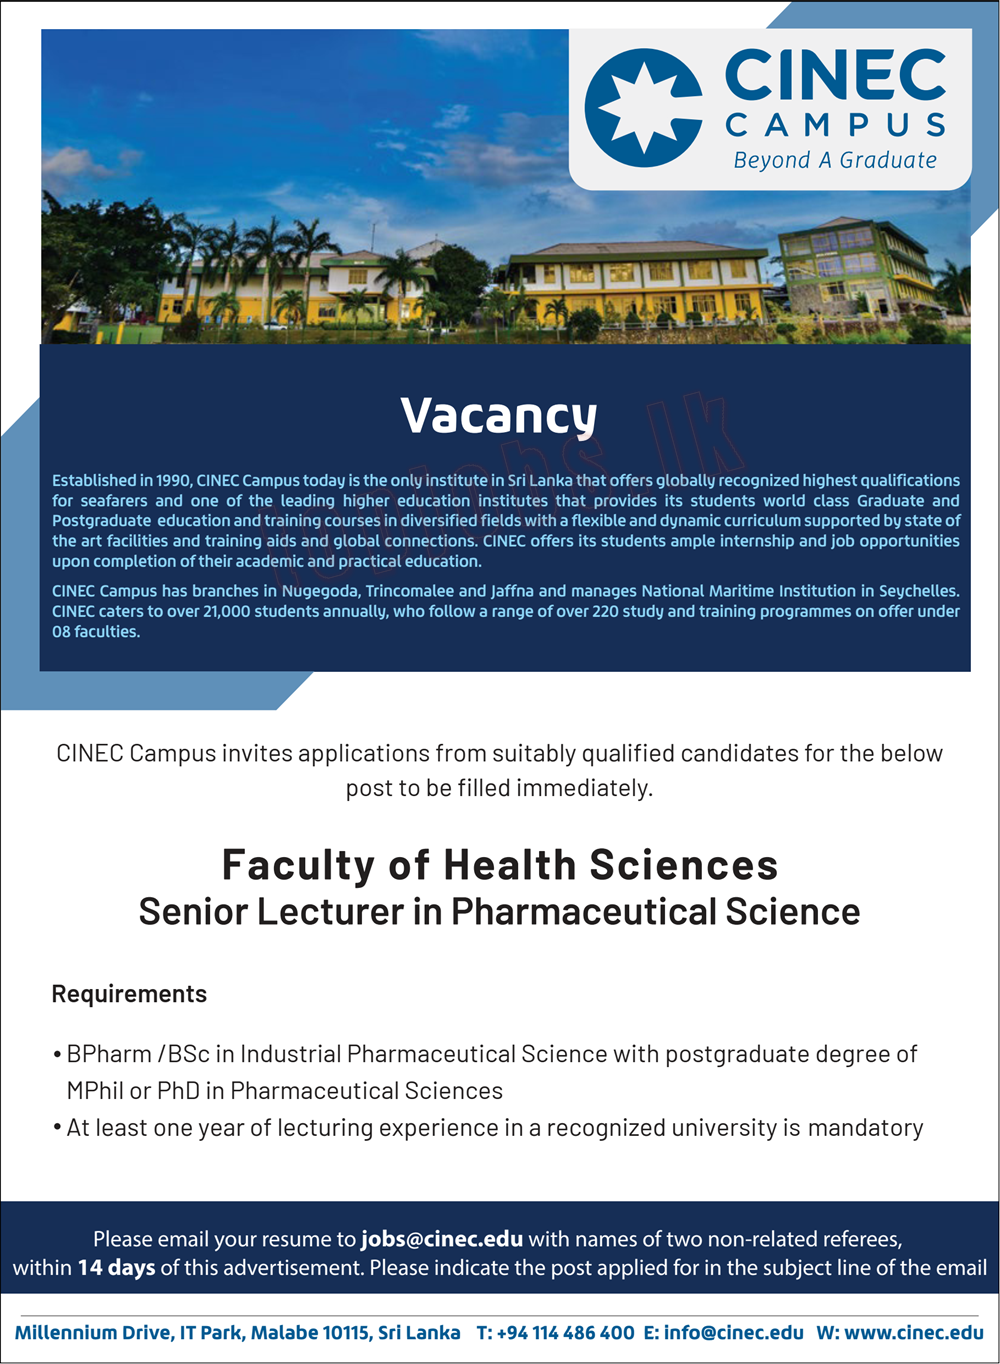 CINEC
CAMPUS
Beyond A Graduate
Vacancy
Established in 1990, CINEC Campus today is the only institute in Sri Lanka that offers globally recognized highest qualifications
for seafarers and one of the leading higher education institutes that provides its students world class Graduate and
Postgraduate education and training courses in diversified fields with a flexible and dynamic curriculum supported by state of
the art facilities and training aids and global connections. CINEC offers its students ample internship and job opportunities
upon completion of their academic and practical education.
CINEC Campus has branches in Nugegoda, Trincomalee and Jaffna and manages National Maritime Institution in Seychelles.
CINEC caters to over 21,000 students annually, who follow a range of over 220 study and training programmes on offer under
08 faculties.
CINEC Campus invites applications from suitably qualified candidates for the below
post to be filled immediately.
Faculty of Health Sciences
Senior Lecturer in Pharmaceutical Science
Requirements
• BPharm /BSc in Industrial Pharmaceutical Science with postgraduate degree of
MPhil or PhD in Pharmaceutical Sciences
• At least one year of lecturing experience in a recognized university is mandatory
Please email your resume to jobs@cinec.edu with names of two non-related referees,
within 14 days of this advertisement. Please indicate the post applied for in the subject line of the email
Millennium Drive, IT Park, Malabe 10115, Sri Lanka T: +94 114 486 400 E: info@cinec.edu W: www.cinec.edu